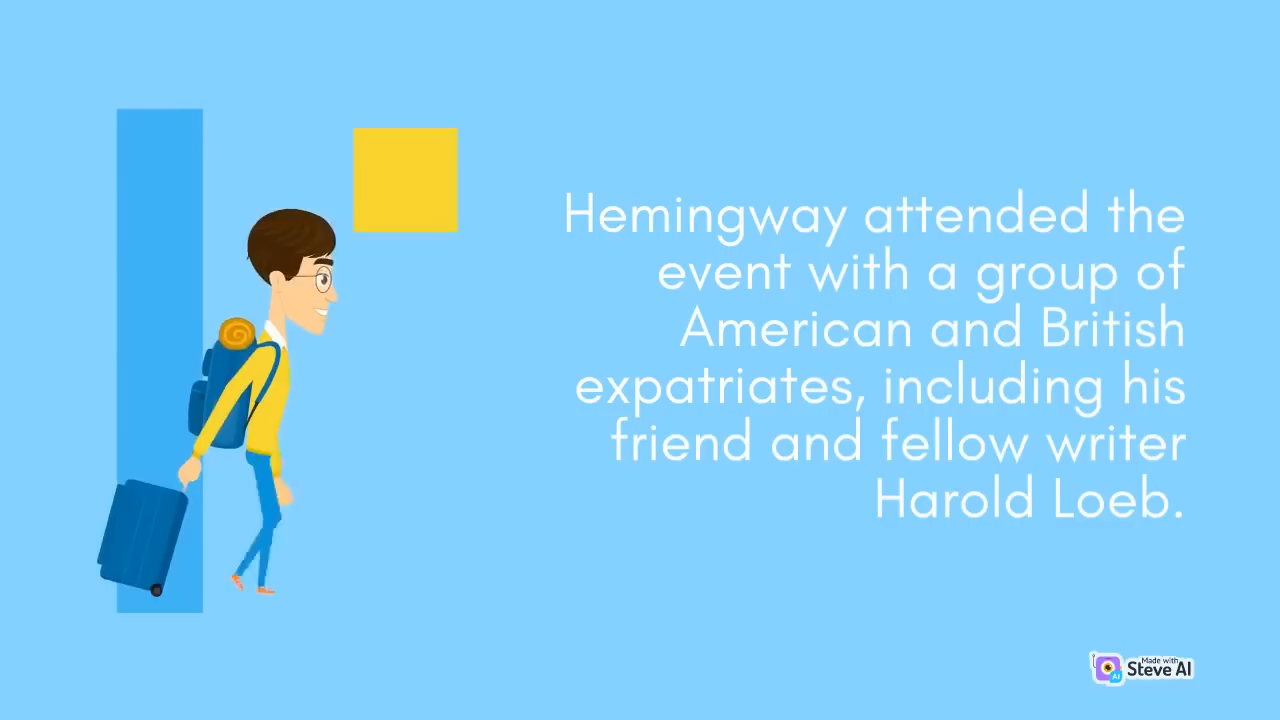 Hemingway attended the
event with a group of
American and British
expatriates, including his
friend and fellow writer
Harold Loeb.
Made with
Steve AI
AI